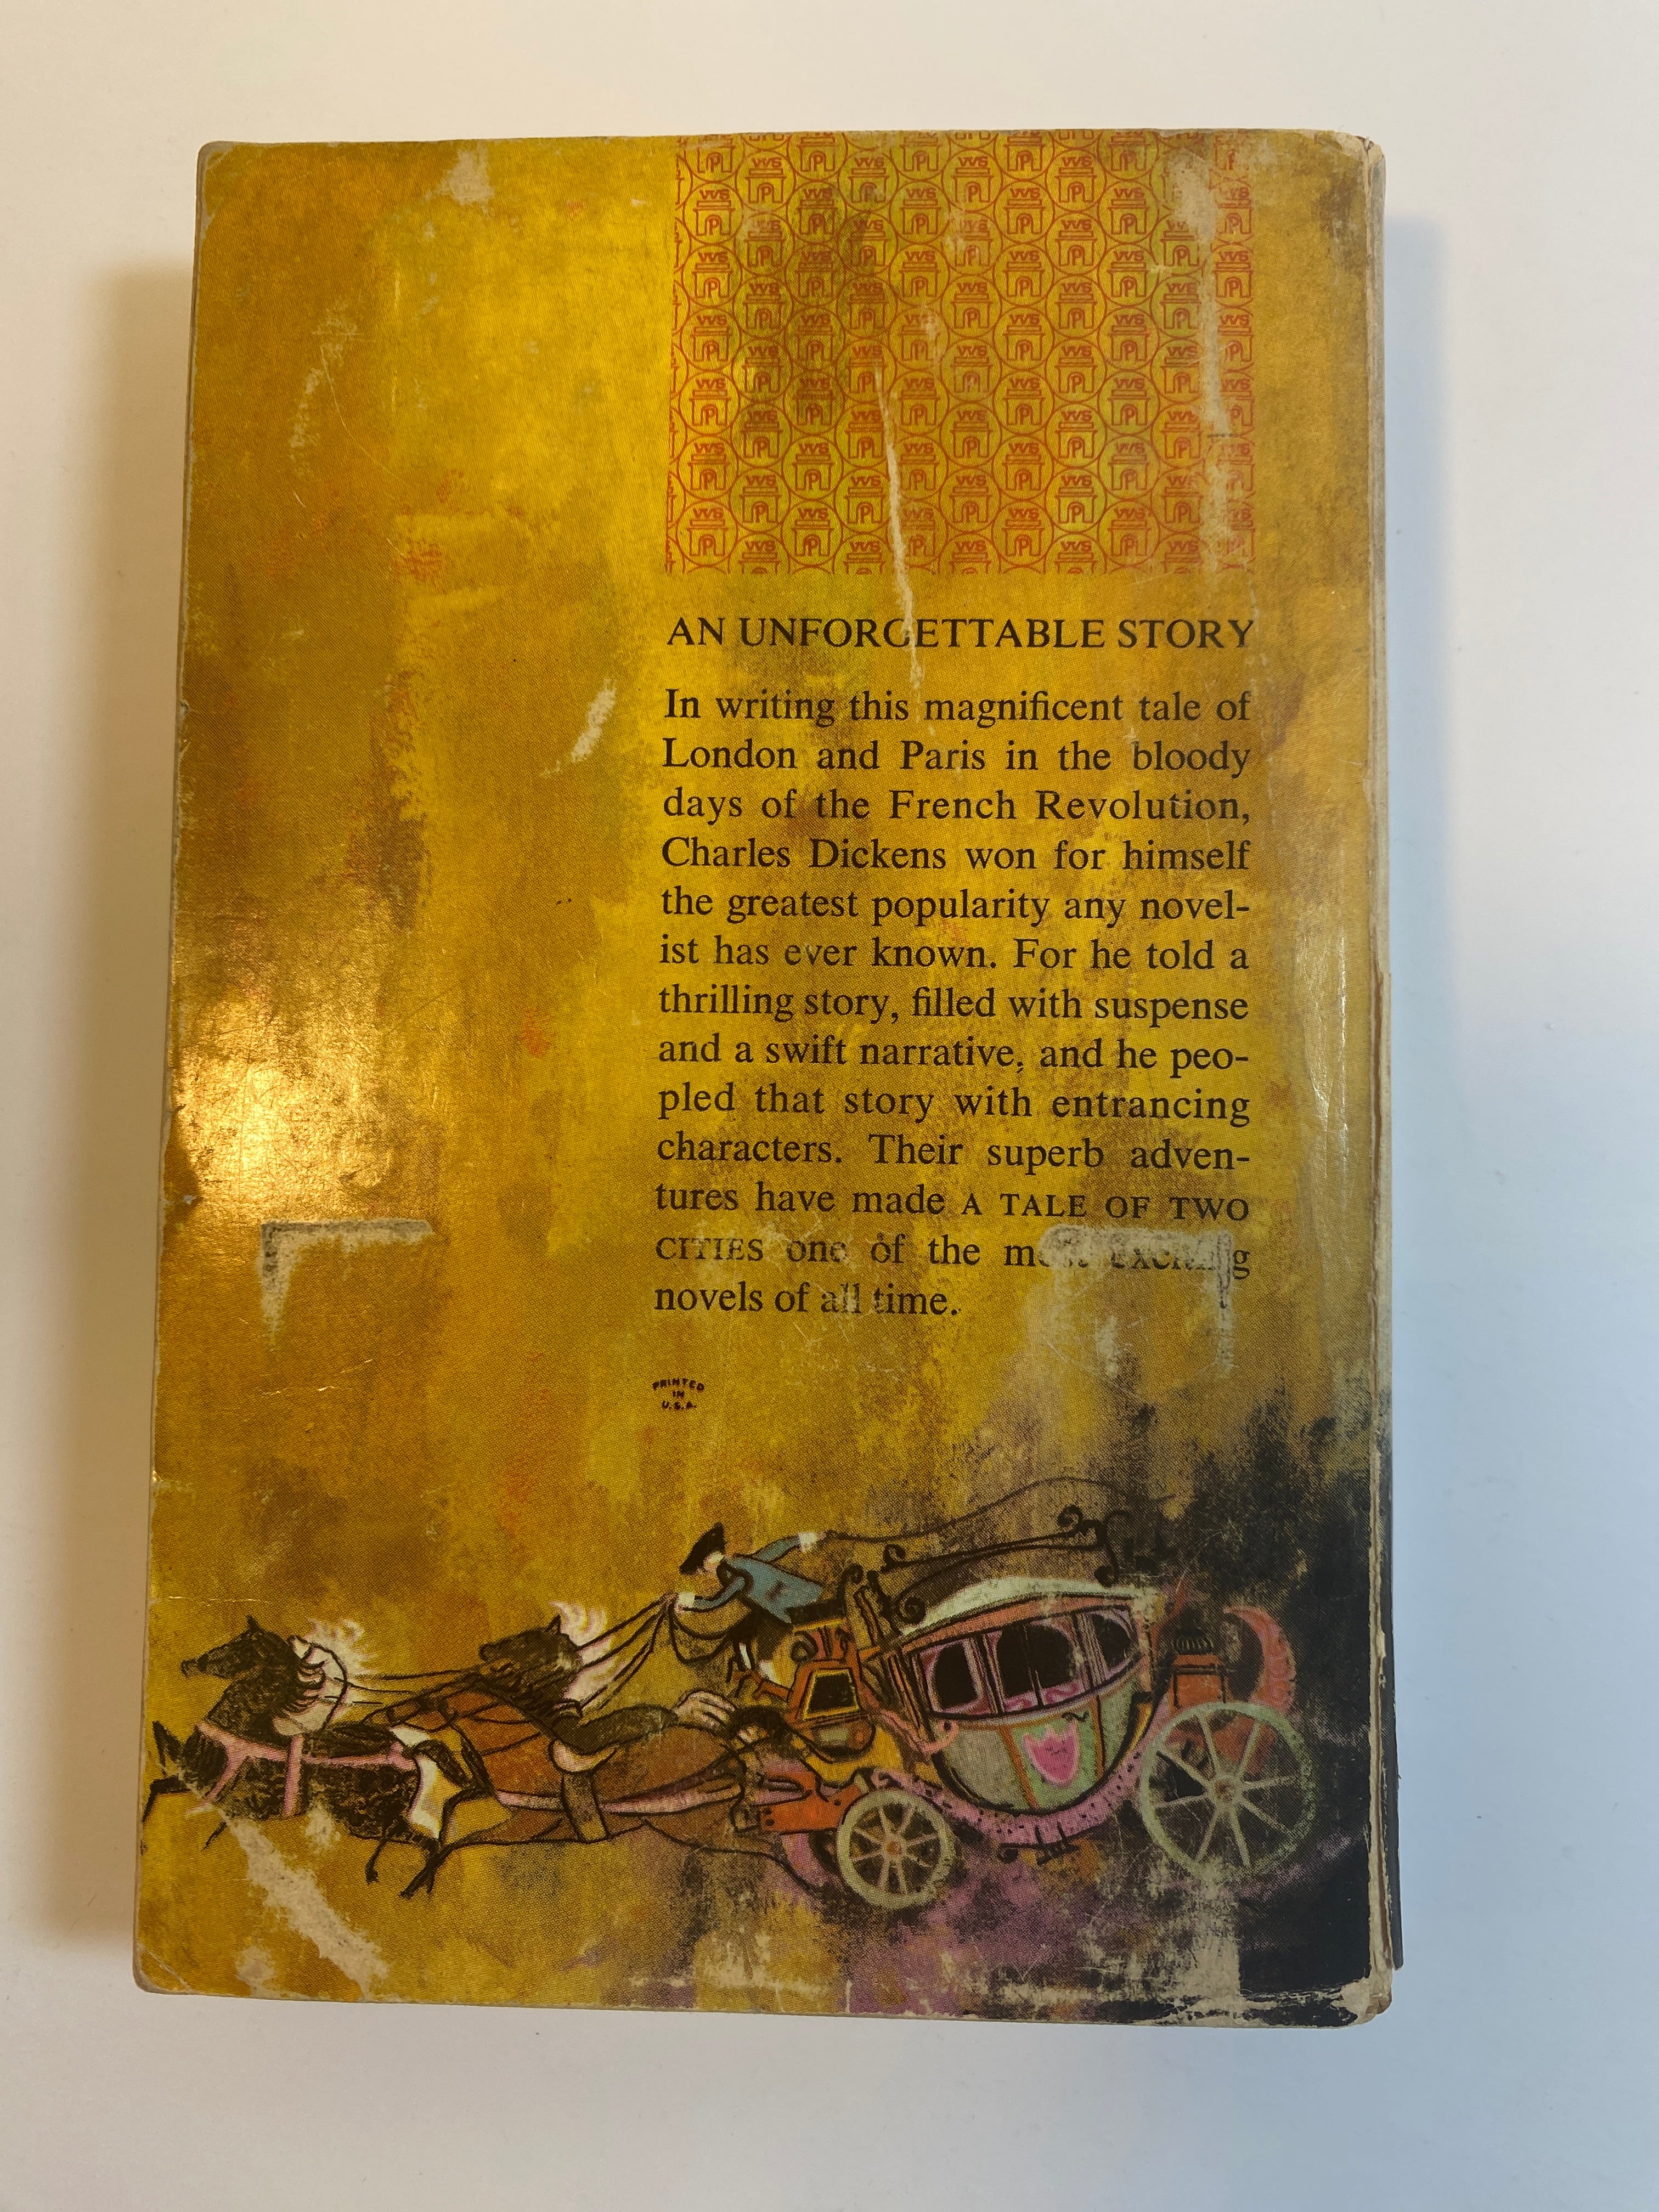 AN UNFORGETTABLE STORY
In writing this magnificent tale of
London and Paris in the bloody
days of the French Revolution,
Charles Dickens won for himself
the greatest popularity any novel-
ist has ever known. For he told a
thrilling story, filled with suspense
and a swift narrative, and he peo-
pled that story with entrancing
characters. Their superb adven-
tures have made A TALE OF TWO
CITIES one of the most exciting
novels of all time.
PRINTED
IN
U.S.A.